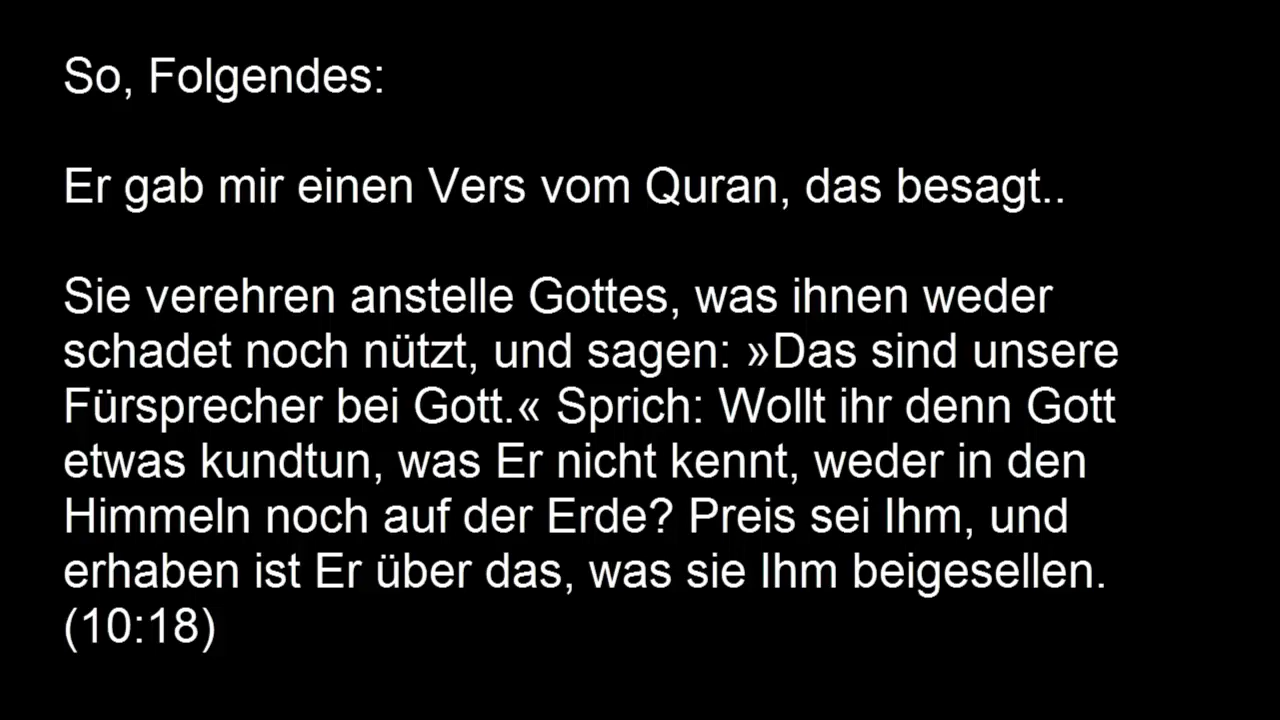 So, Folgendes:
Er gab mir einen Vers vom Quran, das besagt..
Sie verehren anstelle Gottes, was ihnen weder
schadet noch nützt, und sagen: »Das sind unsere
Fürsprecher bei Gott.« Sprich: Wollt ihr denn Gott
etwas kundtun, was Er nicht kennt, weder in den
Himmeln noch auf der Erde? Preis sei Ihm, und
erhaben ist Er über das, was sie Ihm beigesellen.
(10:18)